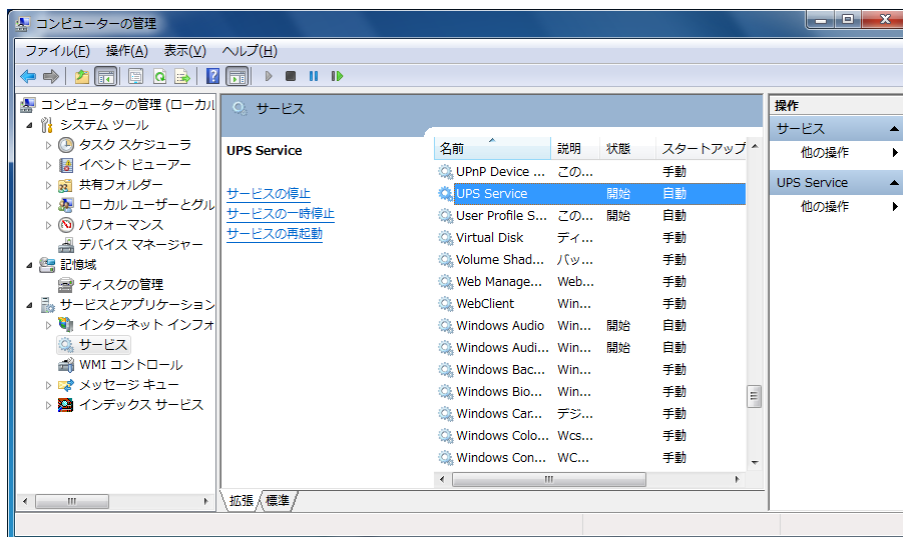 コンピューターの管理
ファイル(F) 操作(A) 表示(V) ヘルプ(H)
コンピューターの管理 (ローカル
システム ツール
タスク スケジューラ
イベント ビューアー
共有フォルダー
ローカル ユーザーとグル
パフォーマンス
デバイス マネージャー
記憶域
ディスクの管理
サービスとアプリケーション
インターネット インフォ
サービス
WMI コントロール
メッセージ キュー
インデックス サービス
サービス
UPS Service
サービスの停止
サービスの一時停止
サービスの再起動
名前 説明 状態 スタートアップ
UPnP Device ... この... 手動
UPS Service 開始 自動
User Profile S... この... 開始 自動
Virtual Disk ディ... 手動
Volume Shad... バッ... 手動
Web Manage... Web... 手動
WebClient Win... 手動
Windows Audio Win... 開始 自動
Windows Audi... Win... 開始 自動
Windows Bac... Win... 手動
Windows Bio... Win... 手動
Windows Car... デジ... 手動
Windows Colo... Wcs... 手動
Windows Con... WC... 手動
拡張 標準
操作
サービス
他の操作
UPS Service
他の操作